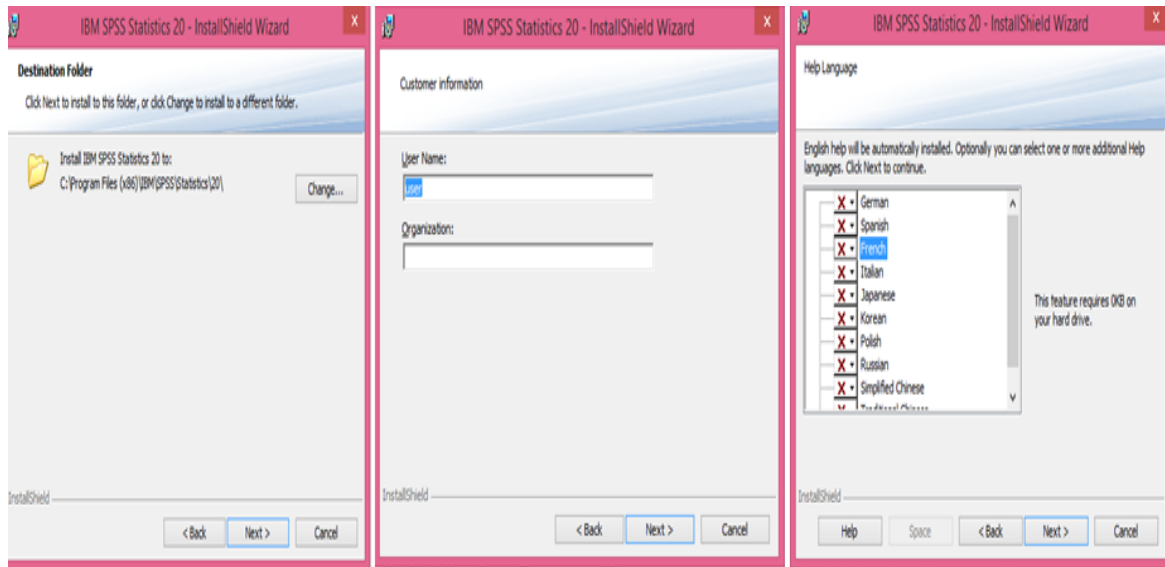 IBM SPSS Statistics 20 - InstallShield Wizard
X
Destination Folder
Click Next to install to this folder, or click Change to install to a different folder.
Install IBM SPSS Statistics 20 to:
C:\Program Files (x86)\IBM\SPSS\Statistics\20\
Change...
InstallShield
< Back Next > Cancel
IBM SPSS Statistics 20 - InstallShield Wizard
X
Customer information
User Name:
user
Organization:
InstallShield
< Back Next > Cancel
IBM SPSS Statistics 20 - InstallShield Wizard
X
Help Language
English help will be automatically installed. Optionally you can select one or more additional Help
languages. Click Next to continue.
X German
X Spanish
X French
X Italian
X Japanese
X Korean
X Polish
X Russian
X Simplified Chinese
X Traditional Chinese
This feature requires 0KB on
your hard drive.
InstallShield
Help Space < Back Next > Cancel